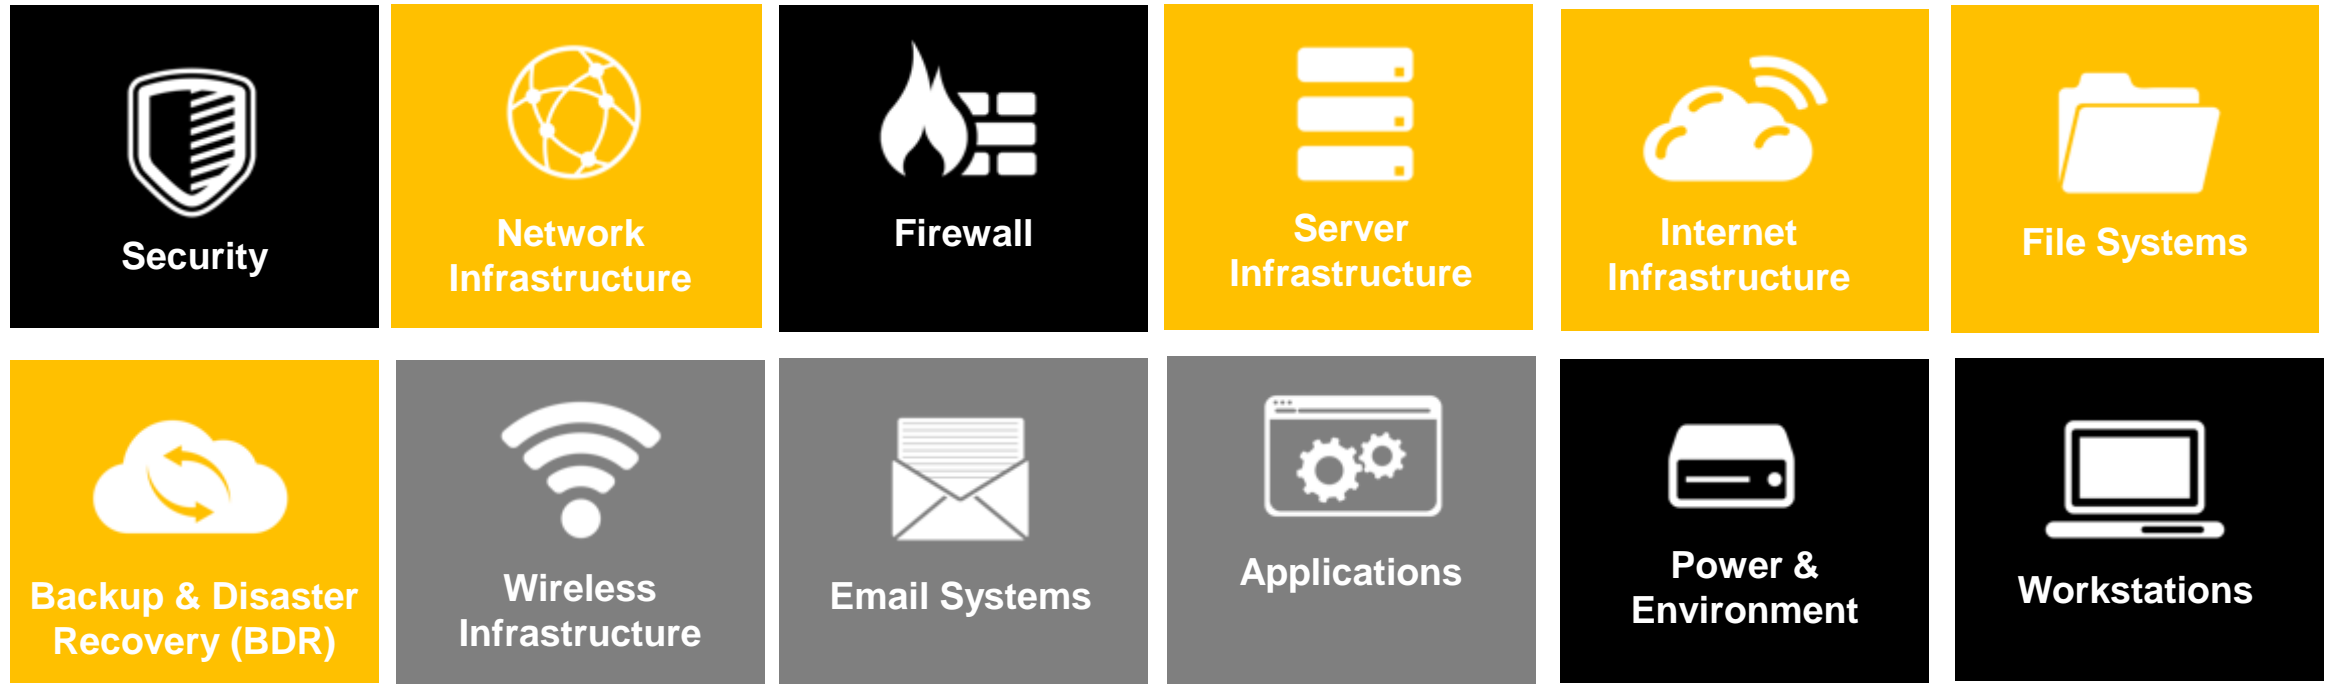 Security
Network
Infrastructure
Firewall
Server
Infrastructure
Internet
Infrastructure
File Systems
Backup & Disaster
Recovery (BDR)
Wireless
Infrastructure
Email Systems
Applications
Power &
Environment
Workstations